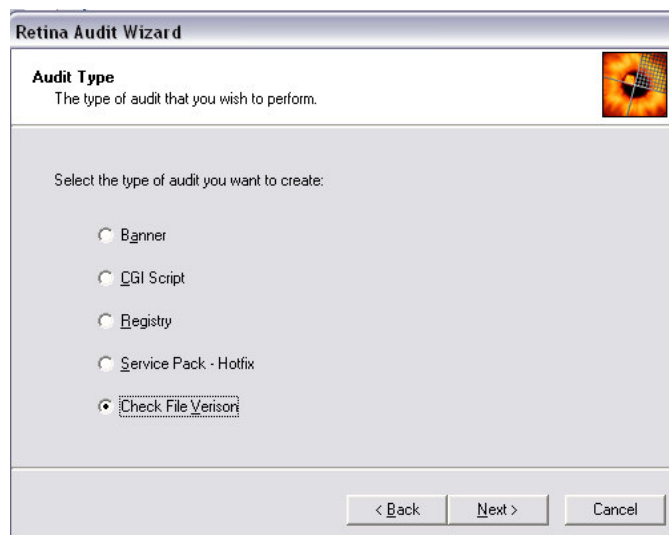 Retina Audit Wizard
Audit Type
The type of audit that you wish to perform.
Select the type of audit you want to create:
Banner
CGI Script
Registry
Service Pack - Hotfix
Check File Verison
< Back Next > Cancel